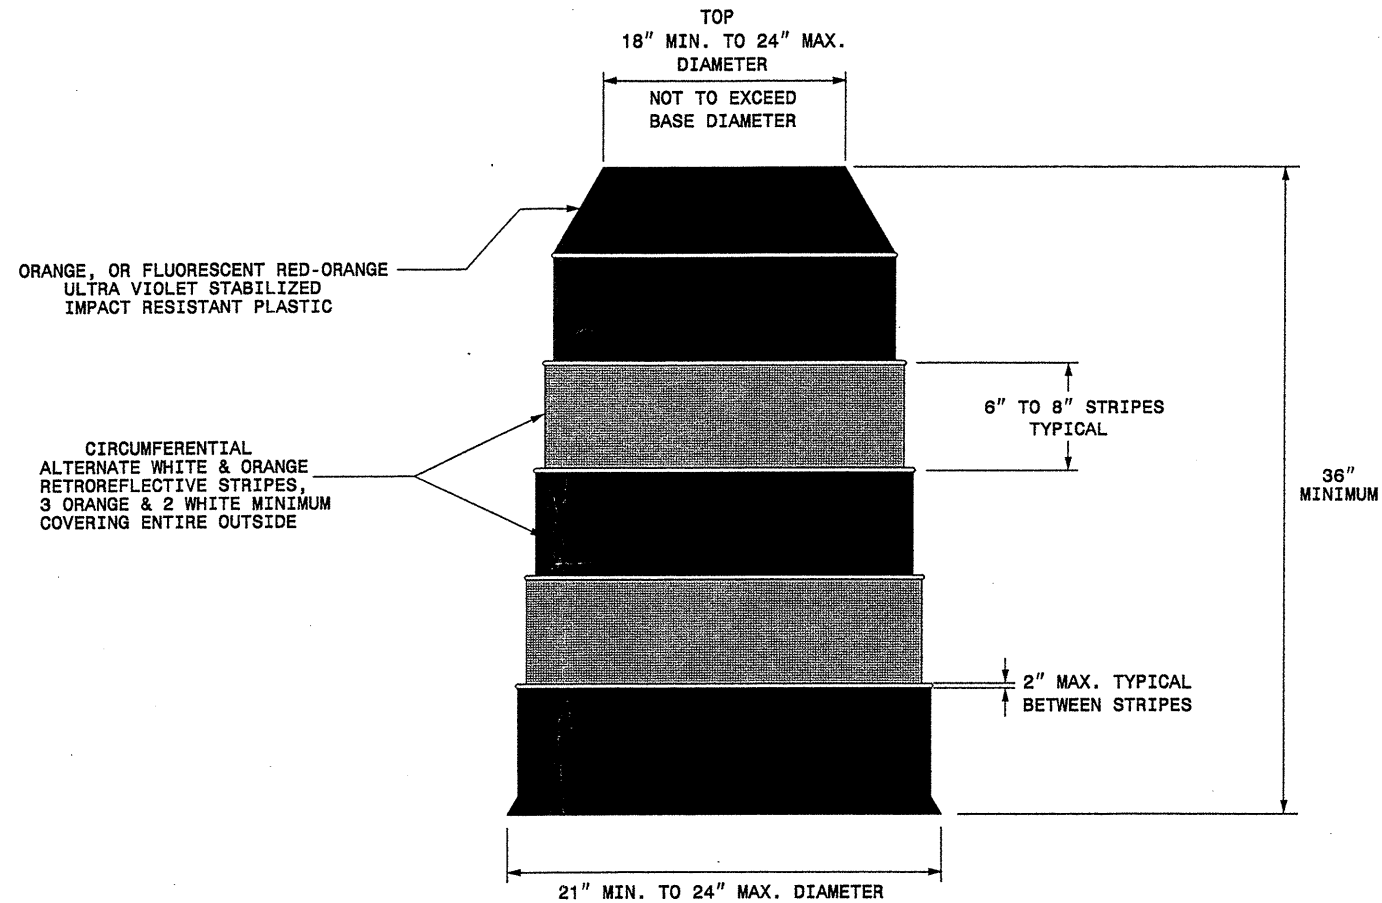 TOP
18" MIN. TO 24" MAX.
DIAMETER
NOT TO EXCEED
BASE DIAMETER
ORANGE, OR FLUORESCENT RED-ORANGE
ULTRA VIOLET STABILIZED
IMPACT RESISTANT PLASTIC
6" TO 8" STRIPES
TYPICAL
CIRCUMFERENTIAL
ALTERNATE WHITE & ORANGE
RETROREFLECTIVE STRIPES,
3 ORANGE & 2 WHITE MINIMUM
COVERING ENTIRE OUTSIDE
36"
MINIMUM
2" MAX. TYPICAL
BETWEEN STRIPES
21" MIN. TO 24" MAX. DIAMETER